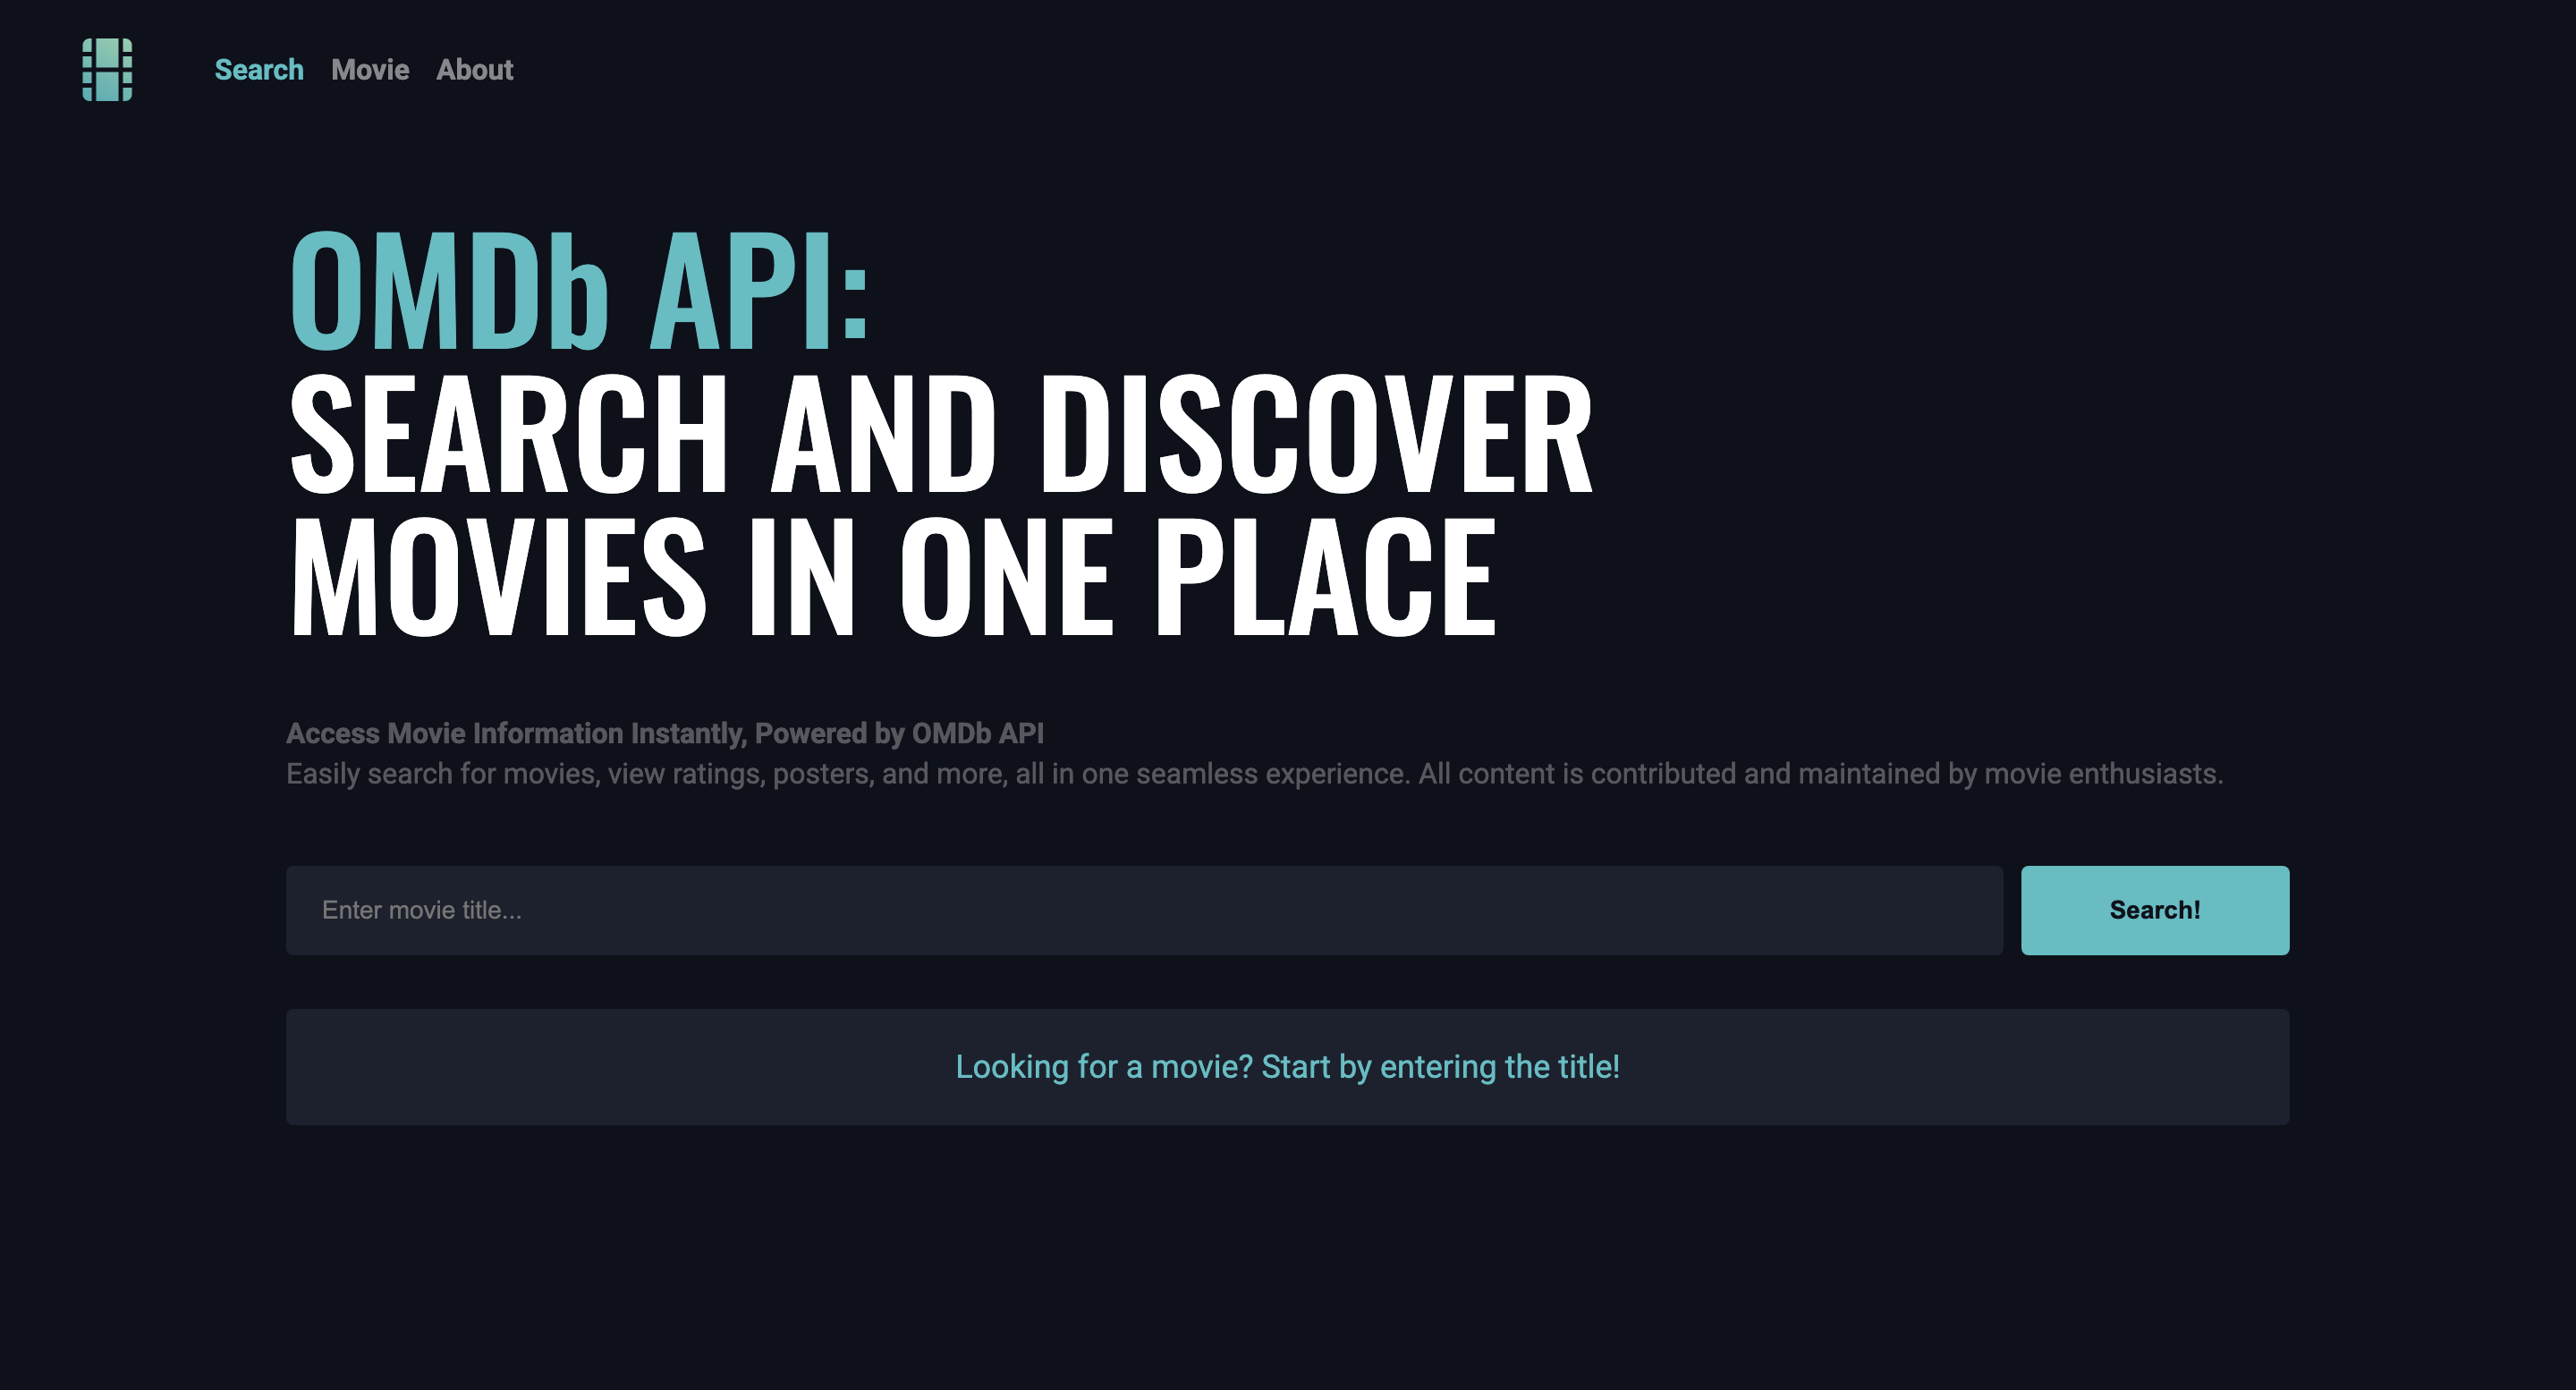 Search Movie About
OMDb API:
SEARCH AND DISCOVER
MOVIES IN ONE PLACE
Access Movie Information Instantly, Powered by OMDb API
Easily search for movies, view ratings, posters, and more, all in one seamless experience. All content is contributed and maintained by movie enthusiasts.
Enter movie title...
Search!
Looking for a movie? Start by entering the title!